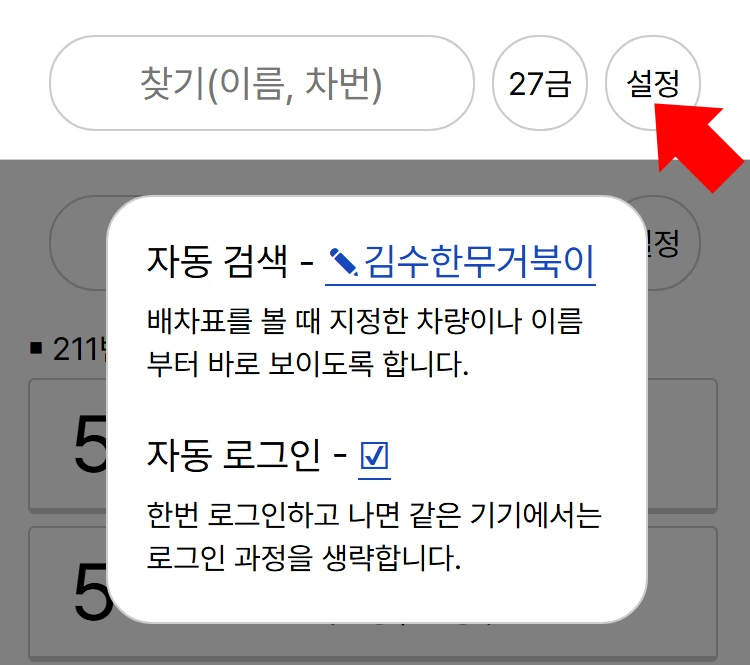 찾기(이름, 차번)
27금
설정
정
자동 검색 - 김수한무거북이
배차표를 볼 때 지정한 차량이나 이름
부터 바로 보이도록 합니다.
■ 211
5
자동 로그인 - ☑
한번 로그인하고 나면 같은 기기에서는
로그인 과정을 생략합니다.
5